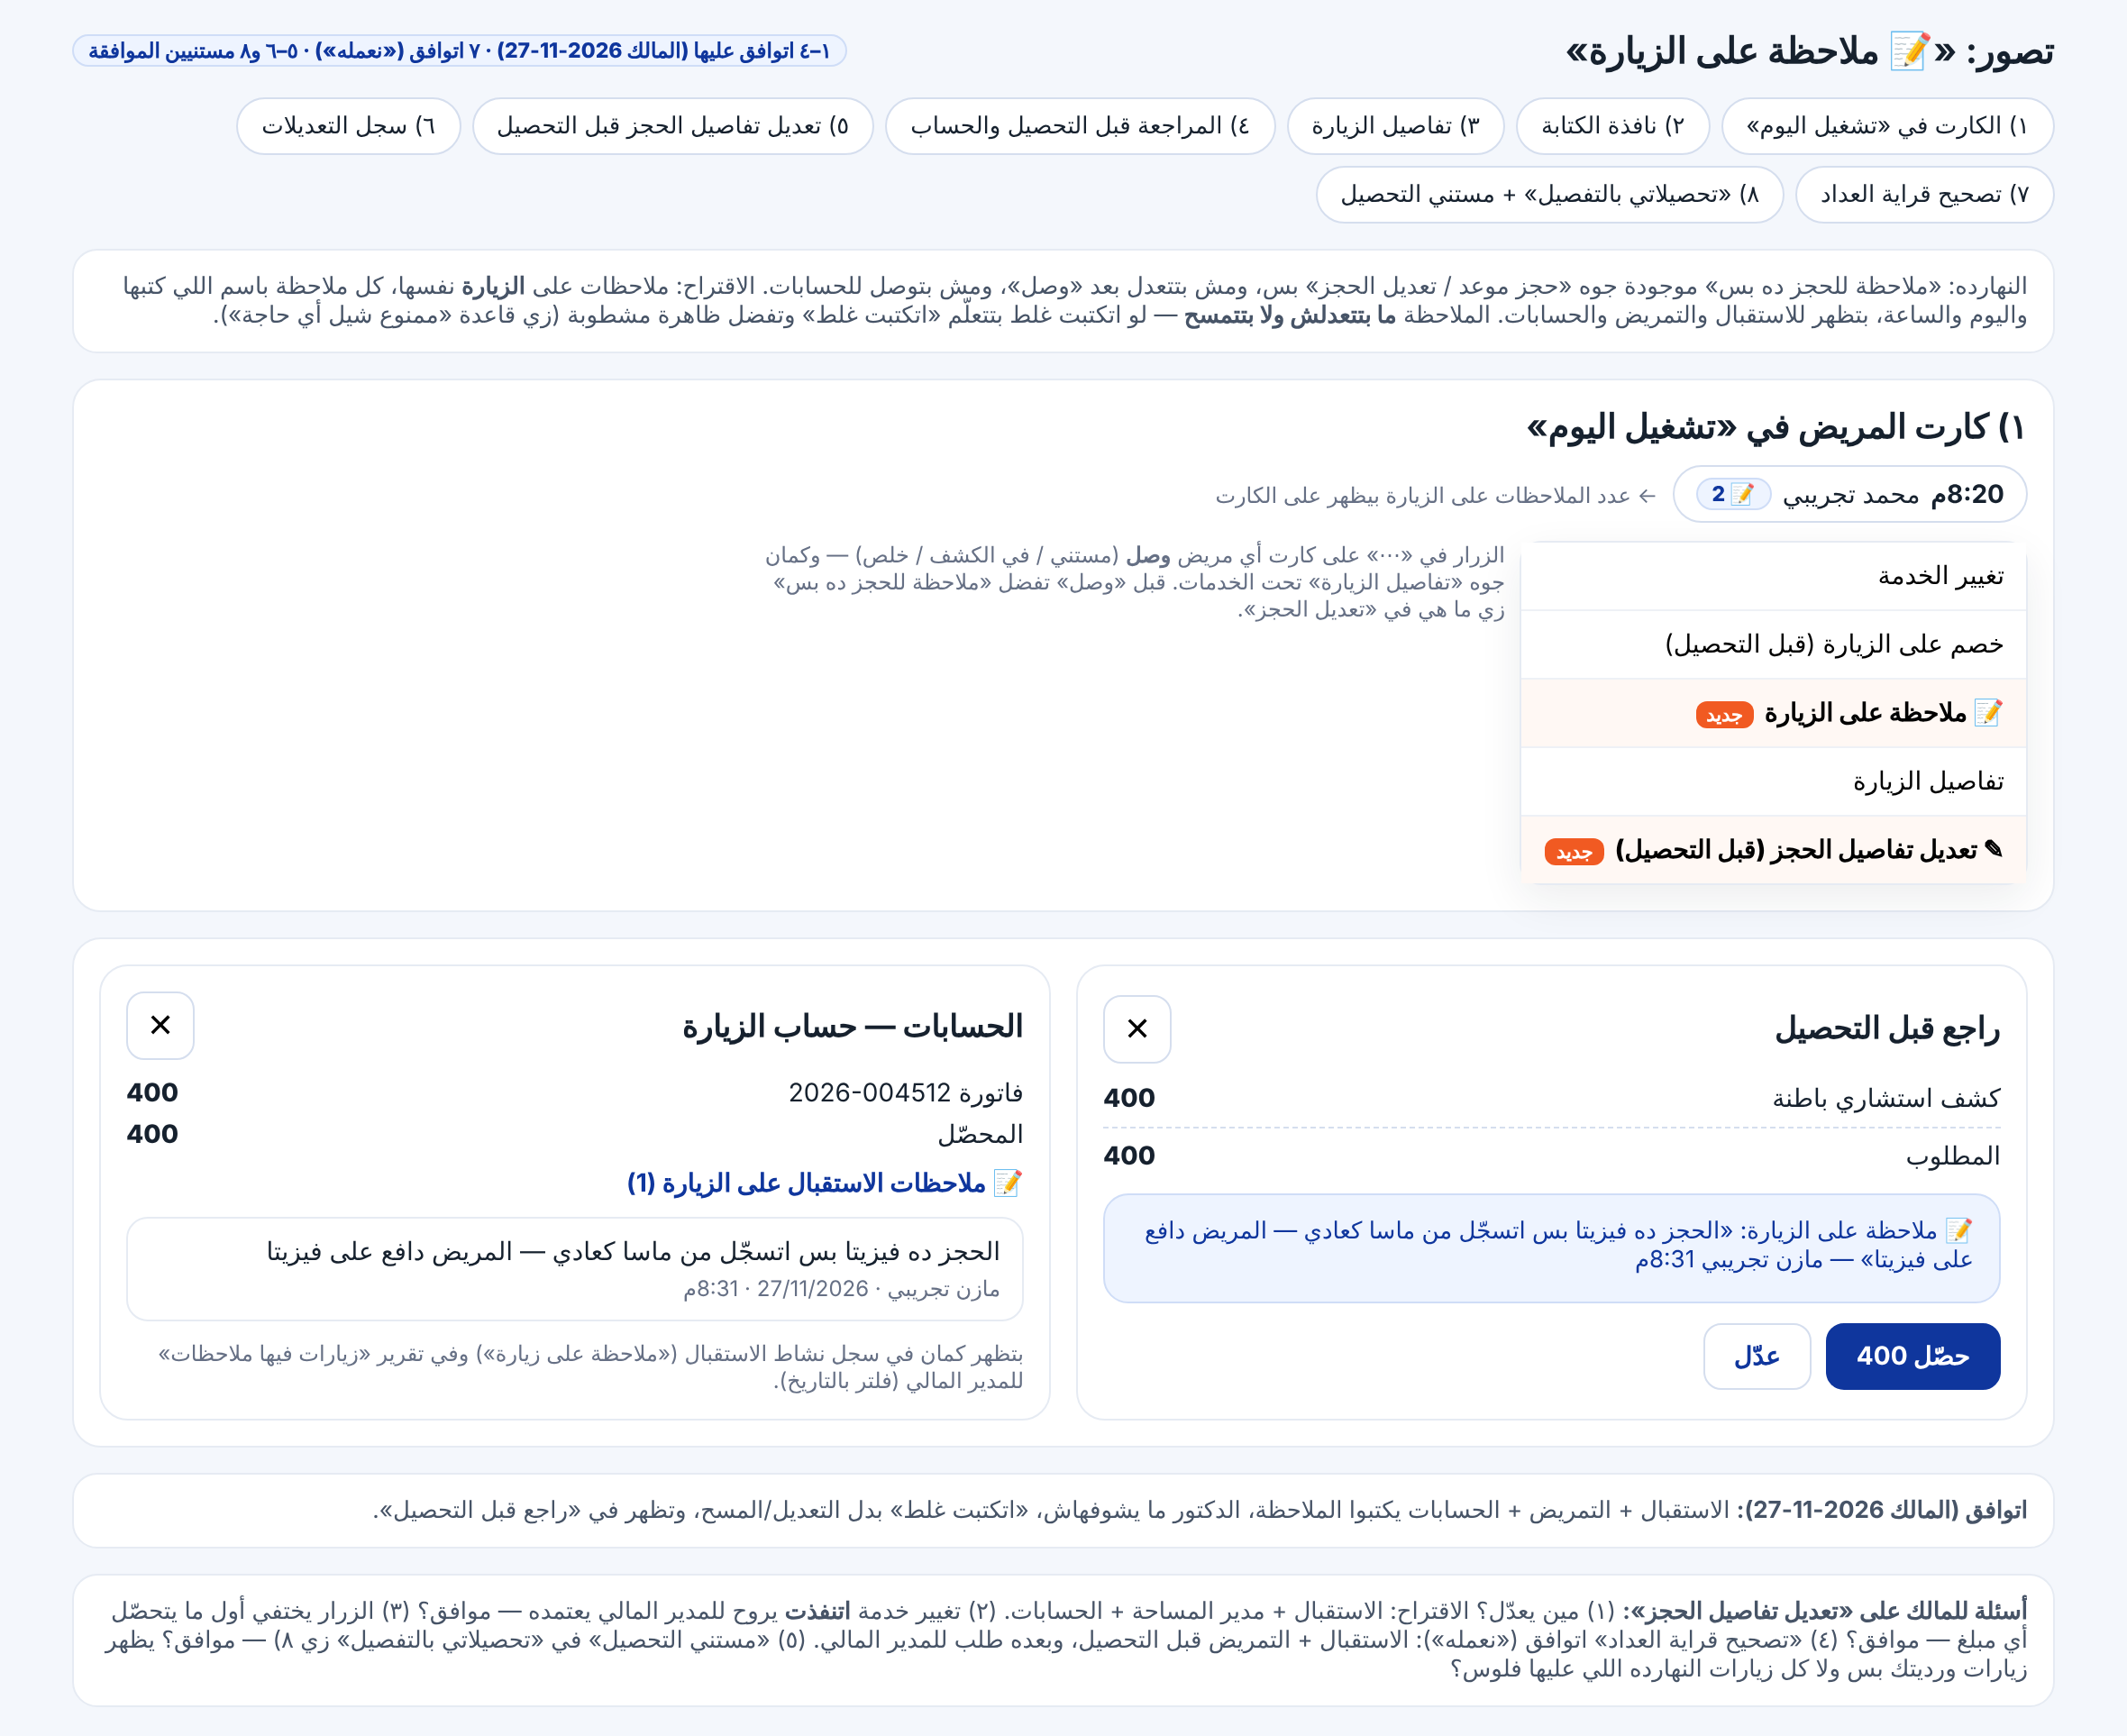 تصور: «📝 ملاحظة على الزيارة»
١–٤ اتوافق عليها (المالك 2026-11-27) · ٧ اتوافق («نعمله») · ٥–٦ و٨ مستنيين الموافقة
١) الكارت في «تشغيل اليوم»
٢) نافذة الكتابة
٣) تفاصيل الزيارة
٤) المراجعة قبل التحصيل والحساب
٥) تعديل تفاصيل الحجز قبل التحصيل
٦) سجل التعديلات
٧) تصحيح قراية العداد
٨) «تحصيلاتي بالتفصيل» + مستني التحصيل
النهارده: «ملاحظة للحجز ده بس» موجودة جوه «حجز موعد / تعديل الحجز» بس، ومش بتتعدل بعد «وصل»، ومش بتوصل للحسابات. الاقتراح: ملاحظات على الزيارة نفسها، كل ملاحظة باسم اللي كتبها
واليوم والساعة، بتظهر للاستقبال والتمريض والحسابات. الملاحظة ما بتتعدلش ولا بتتمسح — لو اتكتبت غلط بتتعلّم «اتكتبت غلط» وتفضل ظاهرة مشطوبة (زي قاعدة «ممنوع شيل أي حاجة»).
١) كارت المريض في «تشغيل اليوم»
8:20م محمد تجريبي 📝 2
← عدد الملاحظات على الزيارة بيظهر على الكارت
تغيير الخدمة
خصم على الزيارة (قبل التحصيل)
📝 ملاحظة على الزيارة جديد
تفاصيل الزيارة
✎ تعديل تفاصيل الحجز (قبل التحصيل) جديد
الزرار في «⋯» على كارت أي مريض وصل (مستني / في الكشف / خلص) — وكمان
جوه «تفاصيل الزيارة» تحت الخدمات. قبل «وصل» تفضل «ملاحظة للحجز ده بس»
زي ما هي في «تعديل الحجز».
راجع قبل التحصيل
✕
كشف استشاري باطنة 400
المطلوب 400
📝 ملاحظة على الزيارة: «الحجز ده فيزيتا بس اتسجّل من ماسا كعادي — المريض دافع
على فيزيتا» — مازن تجريبي 8:31م
حصّل 400
عدّل
الحسابات — حساب الزيارة
✕
فاتورة 2026-004512 400
المحصّل 400
📝 ملاحظات الاستقبال على الزيارة (1)
الحجز ده فيزيتا بس اتسجّل من ماسا كعادي — المريض دافع على فيزيتا
مازن تجريبي · 27/11/2026 · 8:31م
بتظهر كمان في سجل نشاط الاستقبال («ملاحظة على زيارة») وفي تقرير «زيارات فيها ملاحظات»
للمدير المالي (فلتر بالتاريخ).
اتوافق (المالك 2026-11-27): الاستقبال + التمريض + الحسابات يكتبوا الملاحظة، الدكتور ما يشوفهاش، «اتكتبت غلط» بدل التعديل/المسح، وتظهر في «راجع قبل التحصيل».
أسئلة للمالك على «تعديل تفاصيل الحجز»: (١) مين يعدّل؟ الاقتراح: الاستقبال + مدير المساحة + الحسابات. (٢) تغيير خدمة اتنفذت يروح للمدير المالي يعتمده — موافق؟ (٣) الزرار يختفي أول ما يتحصّل
أي مبلغ — موافق؟ (٤) «تصحيح قراية العداد» اتوافق («نعمله»): الاستقبال + التمريض قبل التحصيل، وبعده طلب للمدير المالي. (٥) «مستني التحصيل» في «تحصيلاتي بالتفصيل» زي ٨) — موافق؟ يظهر
زيارات ورديتك بس ولا كل زيارات النهارده اللي عليها فلوس؟